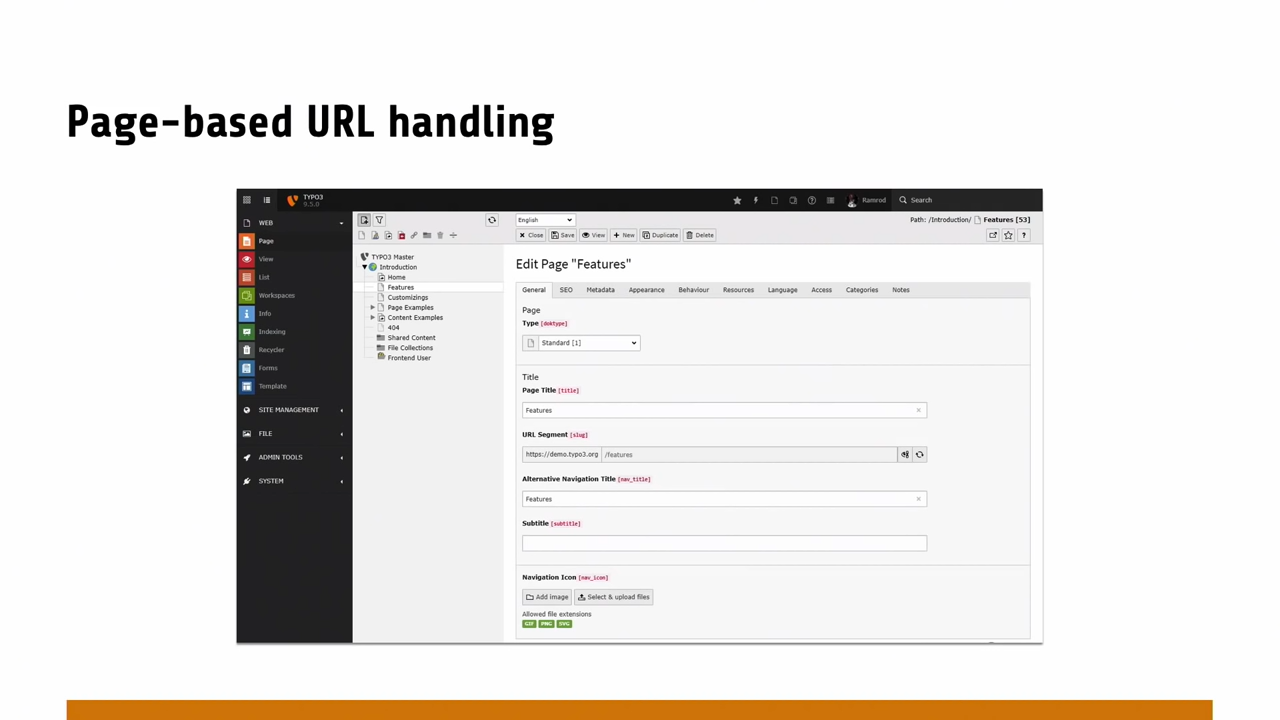 Page-based URL handling
TYPO3
9.5.0
Ramrod
Search
WEB
Page
View
List
Workspaces
Info
Indexing
Recycler
Forms
Template
SITE MANAGEMENT
FILE
ADMIN TOOLS
SYSTEM
TYPO3 Master
Introduction
Home
Features
Customizings
Page Examples
Content Examples
404
Shared Content
File Collections
Frontend User
English
Path: /Introduction/ Features [53]
Close Save View New Duplicate Delete
Edit Page "Features"
General SEO Metadata Appearance Behaviour Resources Language Access Categories Notes
Page
Type [doktype]
Standard [1]
Title
Page Title [title]
Features
URL Segment [slug]
https://demo.typo3.org /features
Alternative Navigation Title [nav_title]
Features
Subtitle [subtitle]
Navigation Icon [nav_icon]
Add image Select & upload files
Allowed file extensions
GIF PNG SVG